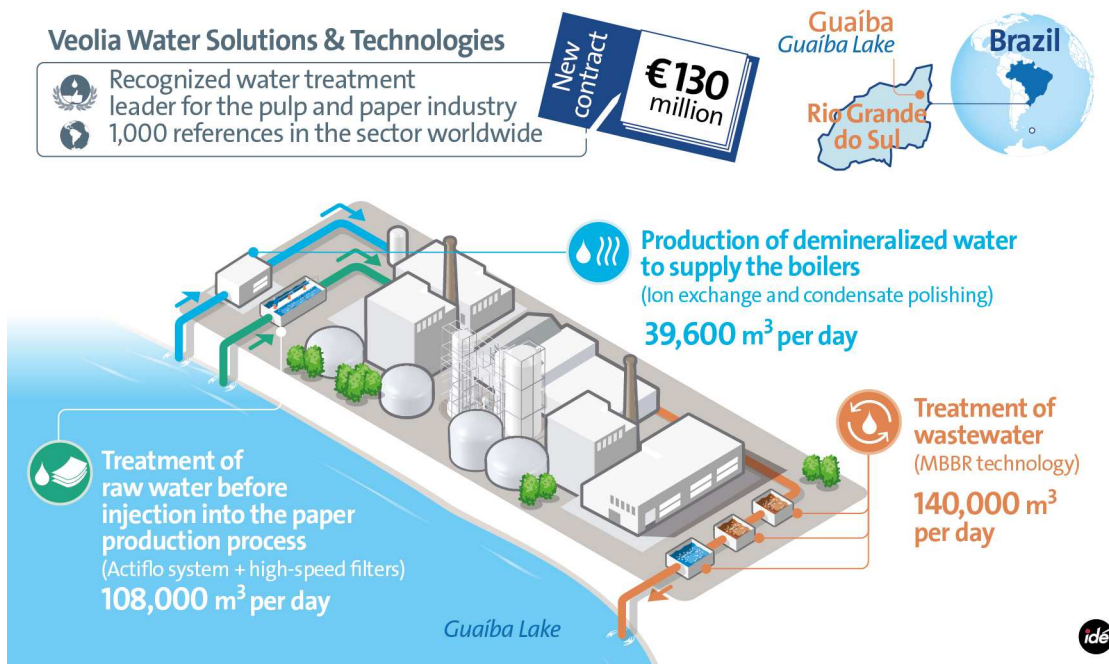 Veolia Water Solutions & Technologies
Recognized water treatment
leader for the pulp and paper industry
1,000 references in the sector worldwide
New
contract
€130
million
Guaíba
Guaíba Lake
Brazil
Rio Grande
do Sul
Production of demineralized water
to supply the boilers
(Ion exchange and condensate polishing)
39,600 m³ per day
Treatment of
wastewater
(MBBR technology)
140,000 m³
per day
Treatment of
raw water before
injection into the paper
production process
(Actiflo system + high-speed filters)
108,000 m³ per day
Guaíba Lake
idé